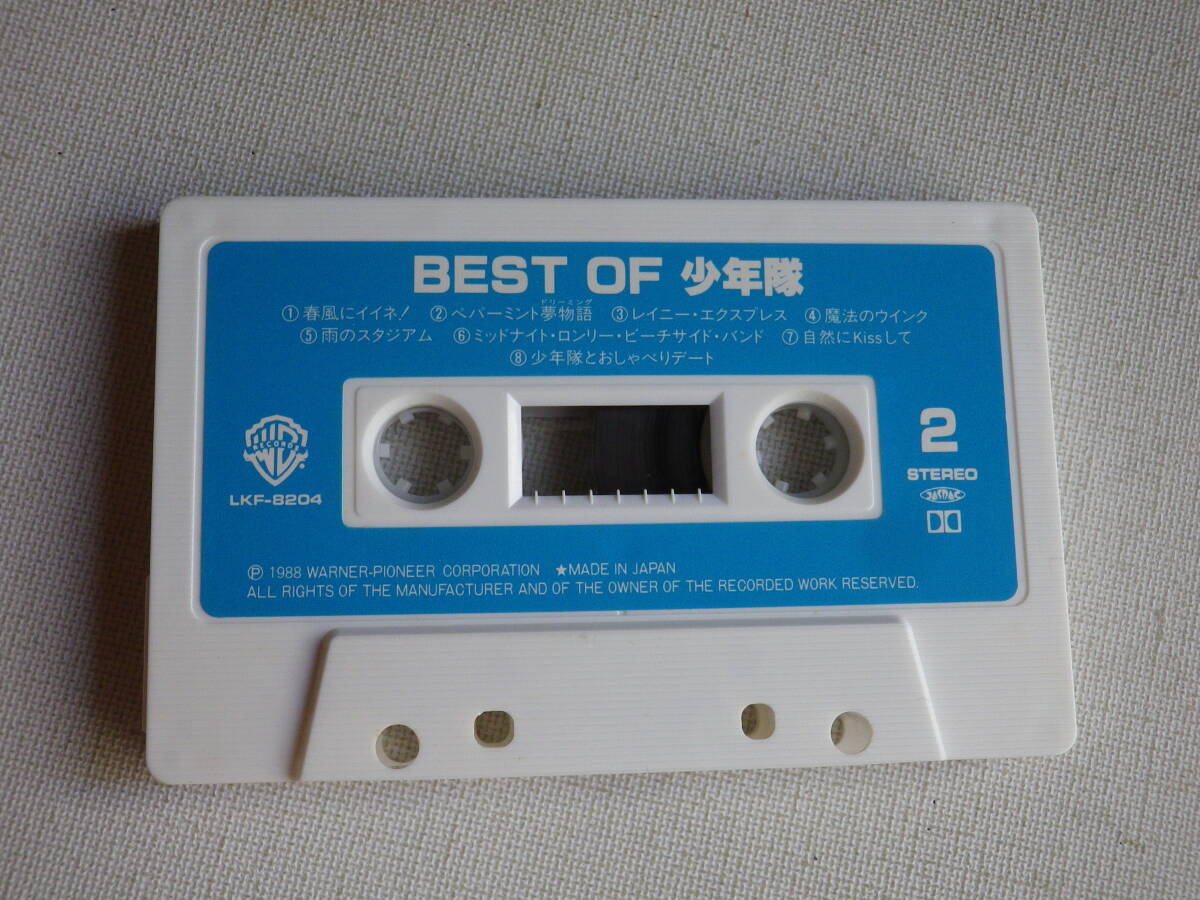 BEST OF 少年隊
①春風にイイネ! ②ペパーミント夢物語 ③レイニー・エクスプレス ④魔法のウインク
ドリーミング
⑤雨のスタジアム ⑥ミッドナイト・ロンリー・ビーチサイド・バンド ⑦自然にKissして
⑧少年隊とおしゃべりデート
RECORDS
LKF-8204
2
STEREO
JASRAC
Ⓟ 1988 WARNER-PIONEER CORPORATION ★MADE IN JAPAN
ALL RIGHTS OF THE MANUFACTURER AND OF THE OWNER OF THE RECORDED WORK RESERVED.